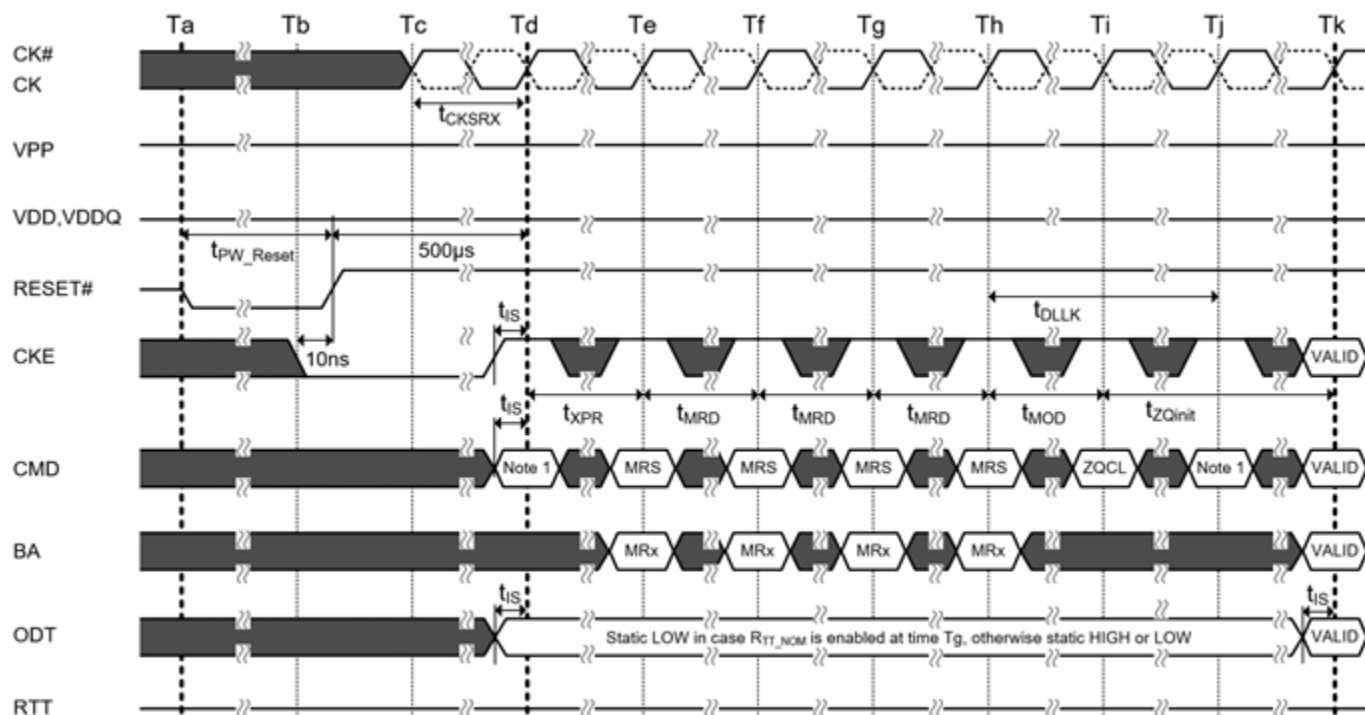 Ta Tb Tc Td Te Tf Tg Th Ti Tj Tk
CK#
CK
tCKSRX
VPP
VDD,VDDQ
tPW_Reset 500µs
RESET#
tIS tDLLK
CKE 10ns VALID
tIS tXPR tMRD tMRD tMRD tMOD tZQinit
CMD Note 1 MRS MRS MRS MRS ZQCL Note 1 VALID
BA MRx MRx MRx MRx VALID
tIS tIS
ODT Static LOW in case RTT_NOM is enabled at time Tg, otherwise static HIGH or LOW VALID
RTT